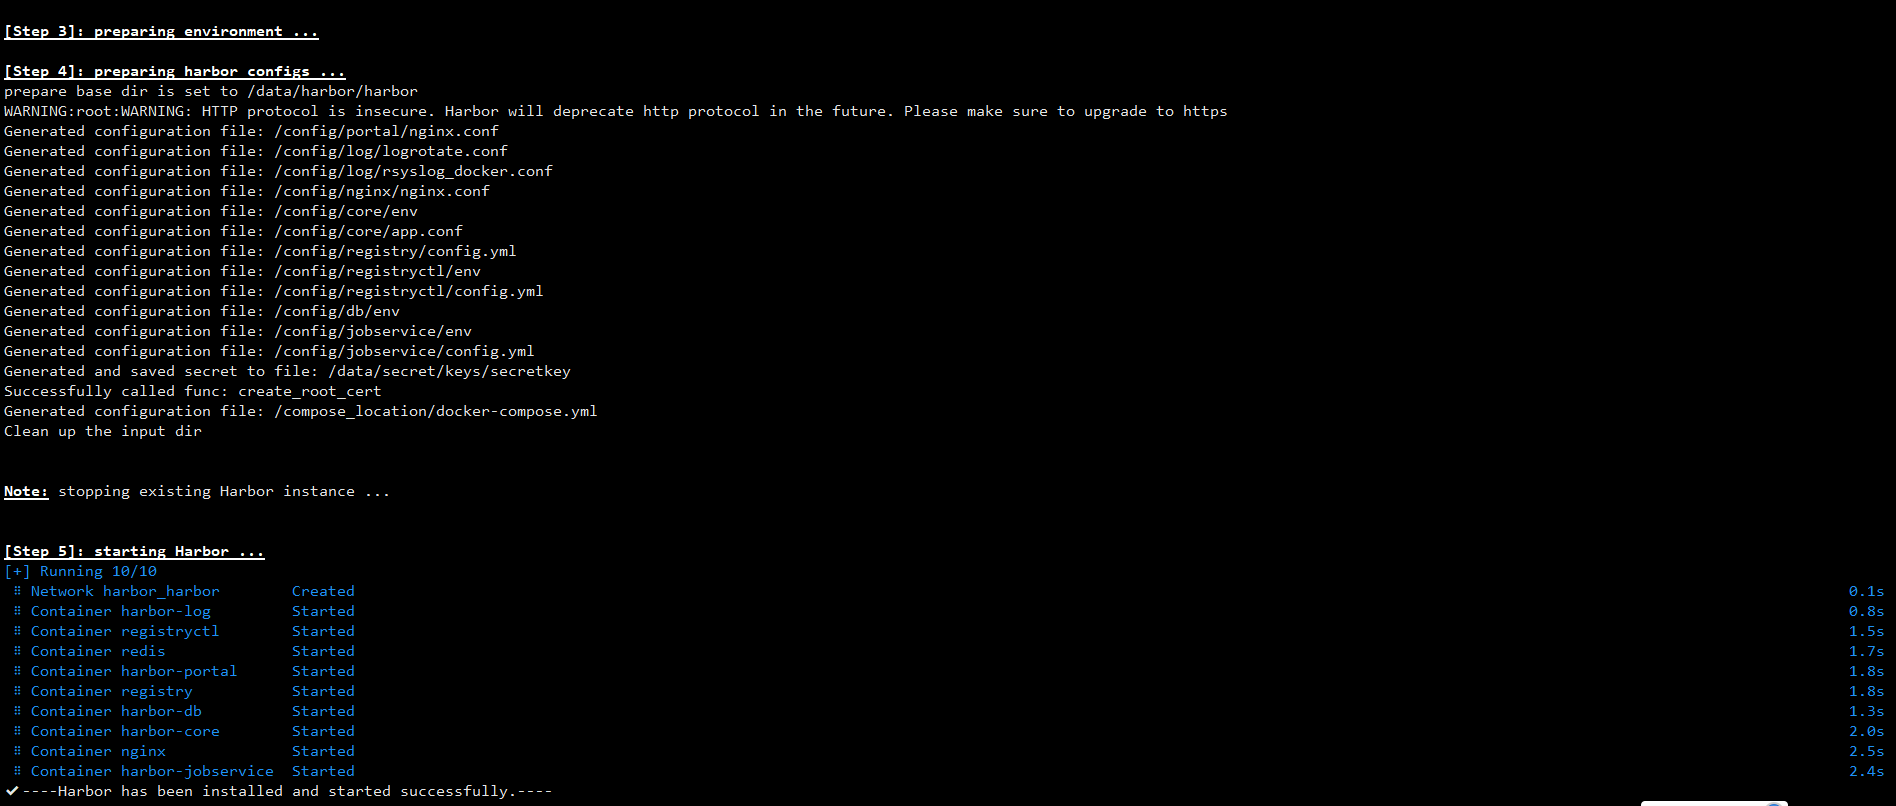 [Step 3]: preparing environment ...
[Step 4]: preparing harbor configs ...
prepare base dir is set to /data/harbor/harbor
WARNING:root:WARNING: HTTP protocol is insecure. Harbor will deprecate http protocol in the future. Please make sure to upgrade to https
Generated configuration file: /config/portal/nginx.conf
Generated configuration file: /config/log/logrotate.conf
Generated configuration file: /config/log/rsyslog_docker.conf
Generated configuration file: /config/nginx/nginx.conf
Generated configuration file: /config/core/env
Generated configuration file: /config/core/app.conf
Generated configuration file: /config/registry/config.yml
Generated configuration file: /config/registryctl/env
Generated configuration file: /config/registryctl/config.yml
Generated configuration file: /config/db/env
Generated configuration file: /config/jobservice/env
Generated configuration file: /config/jobservice/config.yml
Generated and saved secret to file: /data/secret/keys/secretkey
Successfully called func: create_root_cert
Generated configuration file: /compose_location/docker-compose.yml
Clean up the input dir
Note: stopping existing Harbor instance ...
[Step 5]: starting Harbor ...
[+] Running 10/10
⠿ Network harbor_harbor Created 0.1s
⠿ Container harbor-log Started 0.8s
⠿ Container registryctl Started 1.5s
⠿ Container redis Started 1.7s
⠿ Container harbor-portal Started 1.8s
⠿ Container registry Started 1.8s
⠿ Container harbor-db Started 1.3s
⠿ Container harbor-core Started 2.0s
⠿ Container nginx Started 2.5s
⠿ Container harbor-jobservice Started 2.4s
✔ ----Harbor has been installed and started successfully.----